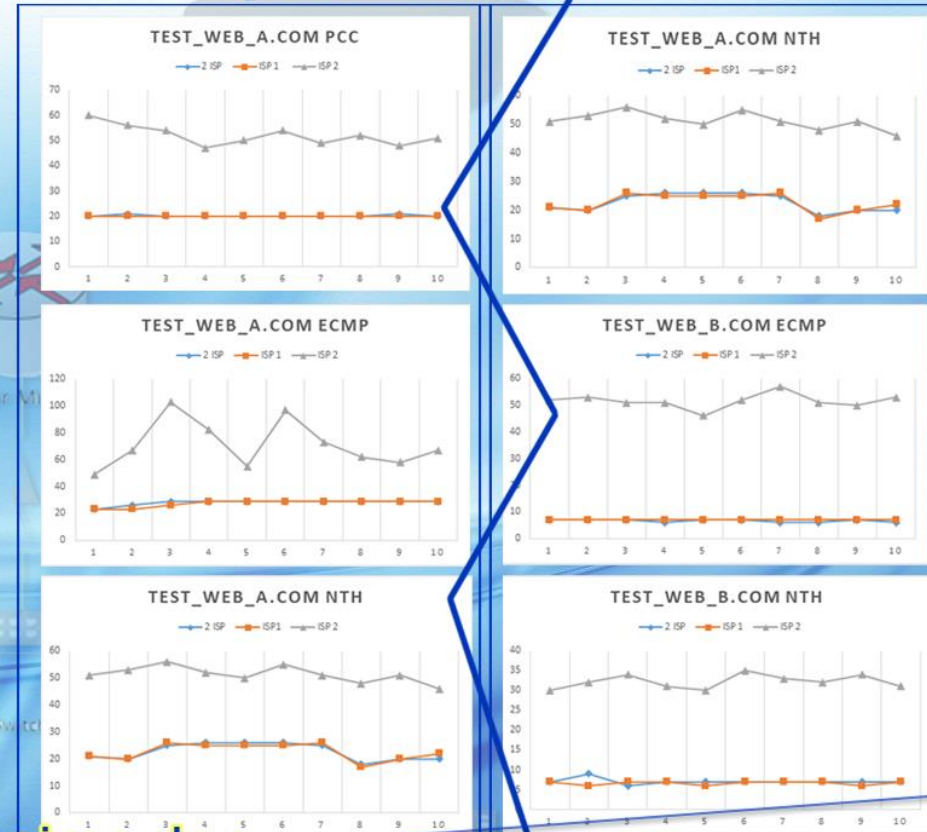 TEST_WEB_A.COM PCC
2 ISP ISP 1 ISP 2
70
60
50
40
30
20
10
0
1 2 3 4 5 6 7 8 9 10
TEST_WEB_A.COM NTH
2 ISP ISP1 ISP 2
50
40
30
20
10
0
1 2 3 4 5 6 7 8 9 10
TEST_WEB_A.COM ECMP
2 ISP ISP 1 ISP 2
120
100
80
60
40
20
0
1 2 3 4 5 6 7 8 9 10
TEST_WEB_B.COM ECMP
2 ISP ISP 1 ISP 2
60
50
40
30
20
10
0
1 2 3 4 5 6 7 8 9 10
TEST_WEB_A.COM NTH
2 ISP ISP1 ISP 2
60
50
40
30
20
10
0
1 2 3 4 5 6 7 8 9 10
TEST_WEB_B.COM NTH
2 ISP ISP 1 ISP 2
40
35
30
25
20
15
10
5
1 2 3 4 5 6 7 8 9 10